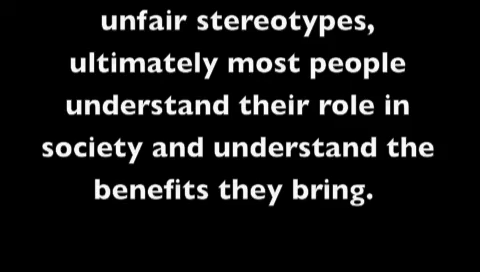 unfair stereotypes,
ultimately most people
understand their role in
society and understand the
benefits they bring.